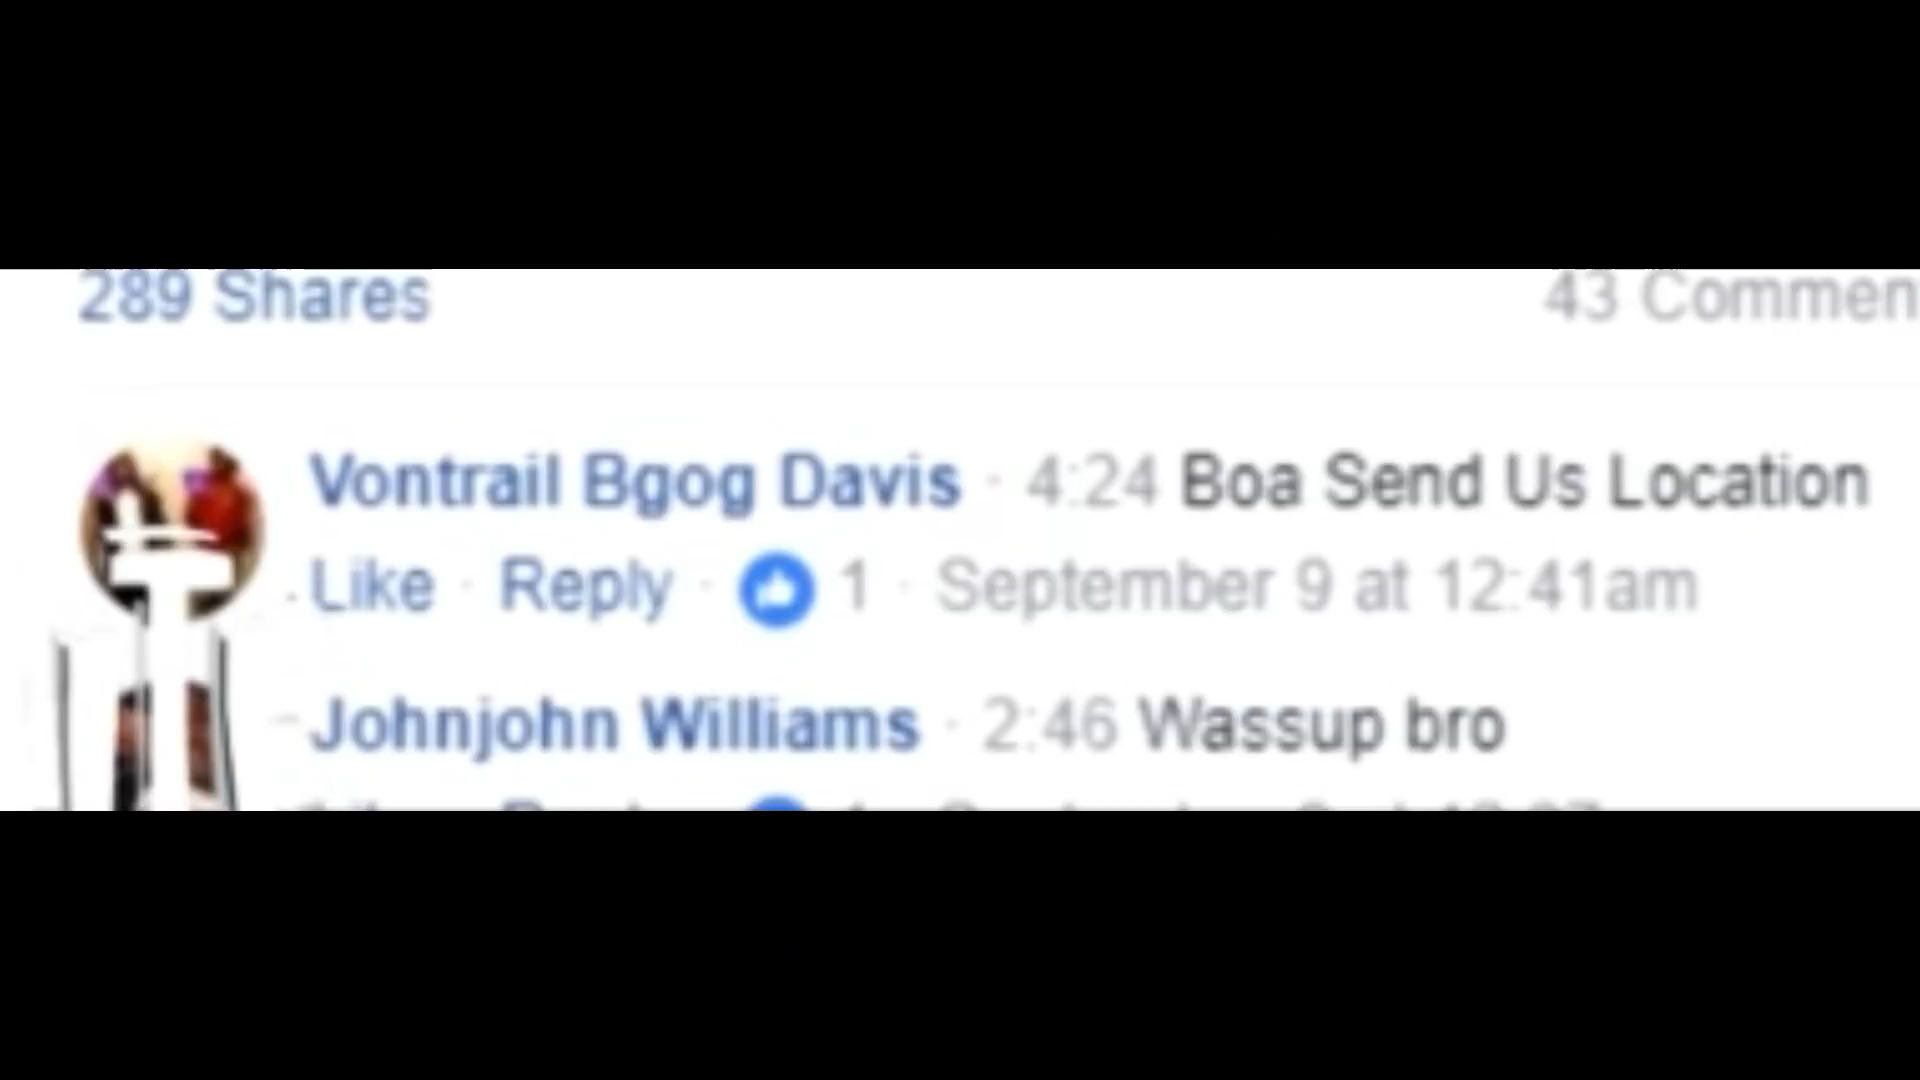 289 Shares 43 Commen
Vontrail Bgog Davis · 4:24 Boa Send Us Location
Like · Reply · 1 · September 9 at 12:41am
Johnjohn Williams · 2:46 Wassup bro